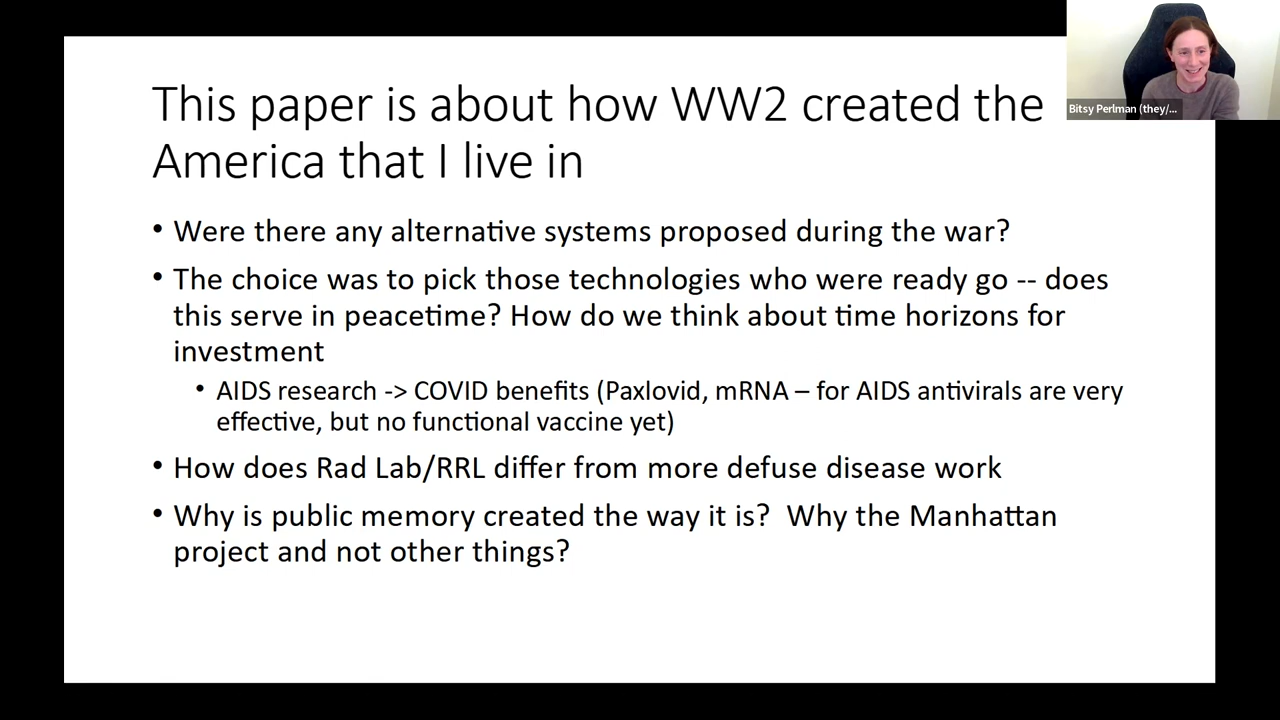 This paper is about how WW2 created the
America that I live in
• Were there any alternative systems proposed during the war?
• The choice was to pick those technologies who were ready go -- does
this serve in peacetime? How do we think about time horizons for
investment
• AIDS research -> COVID benefits (Paxlovid, mRNA – for AIDS antivirals are very
effective, but no functional vaccine yet)
• How does Rad Lab/RRL differ from more defuse disease work
• Why is public memory created the way it is?  Why the Manhattan
project and not other things?
Bitsy Perlman (they/...